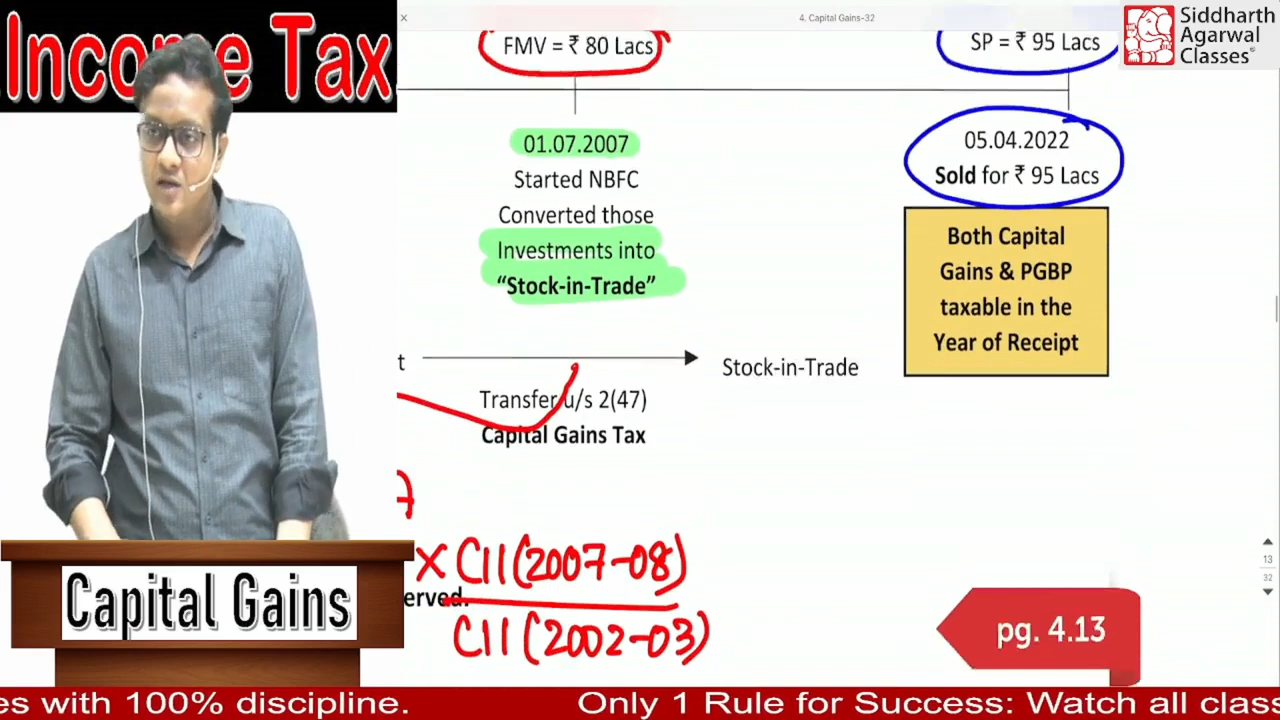 Income Tax
4. Capital Gains-32
Siddharth
Agarwal
Classes
FMV = ₹ 80 Lacs
SP = ₹ 95 Lacs
01.07.2007
Started NBFC
Converted those
Investments into
“Stock-in-Trade”
05.04.2022
Sold for ₹ 95 Lacs
Both Capital
Gains & PGBP
taxable in the
Year of Receipt
t
Stock-in-Trade
Transfer u/s 2(47)
Capital Gains Tax
× CII (2007-08)
erved.
CII (2002-03)
13
32
pg. 4.13
Capital Gains
es with 100% discipline.
Only 1 Rule for Success: Watch all class